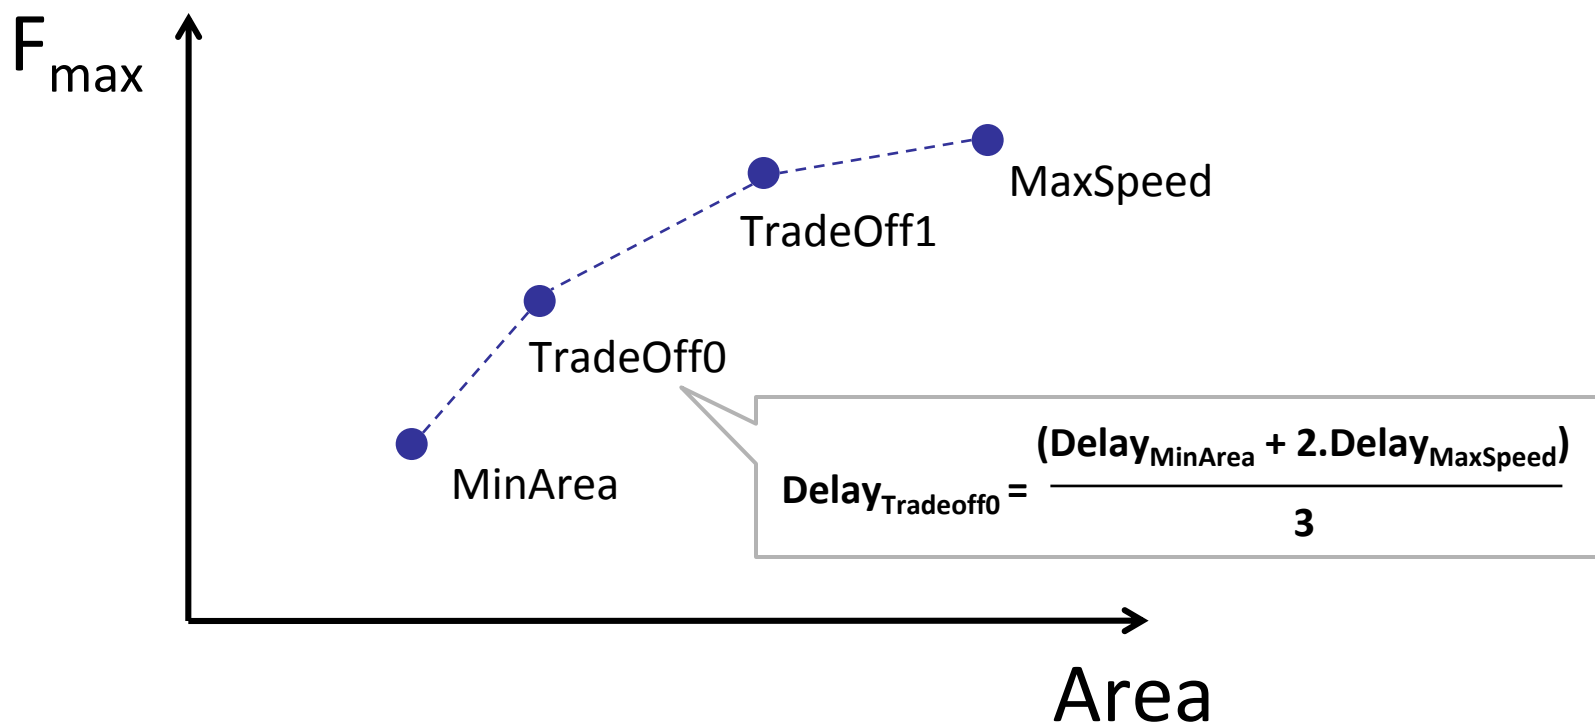 Fmax
MaxSpeed
TradeOff1
TradeOff0
MinArea
(DelayMinArea + 2.DelayMaxSpeed)
DelayTradeoff0 =
3
Area